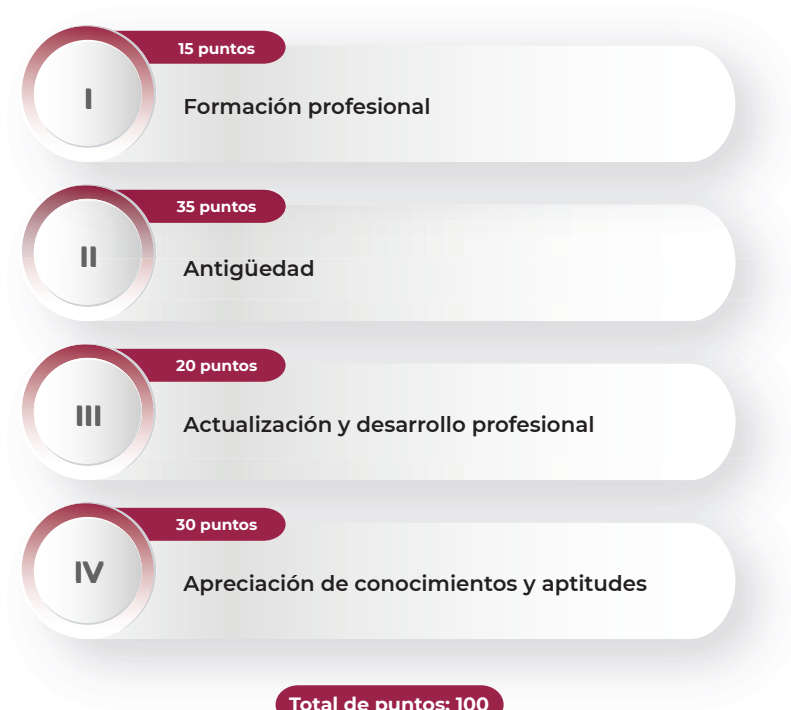 15 puntos
I
Formación profesional
35 puntos
II
Antigüedad
20 puntos
III
Actualización y desarrollo profesional
30 puntos
IV
Apreciación de conocimientos y aptitudes
Total de puntos: 100